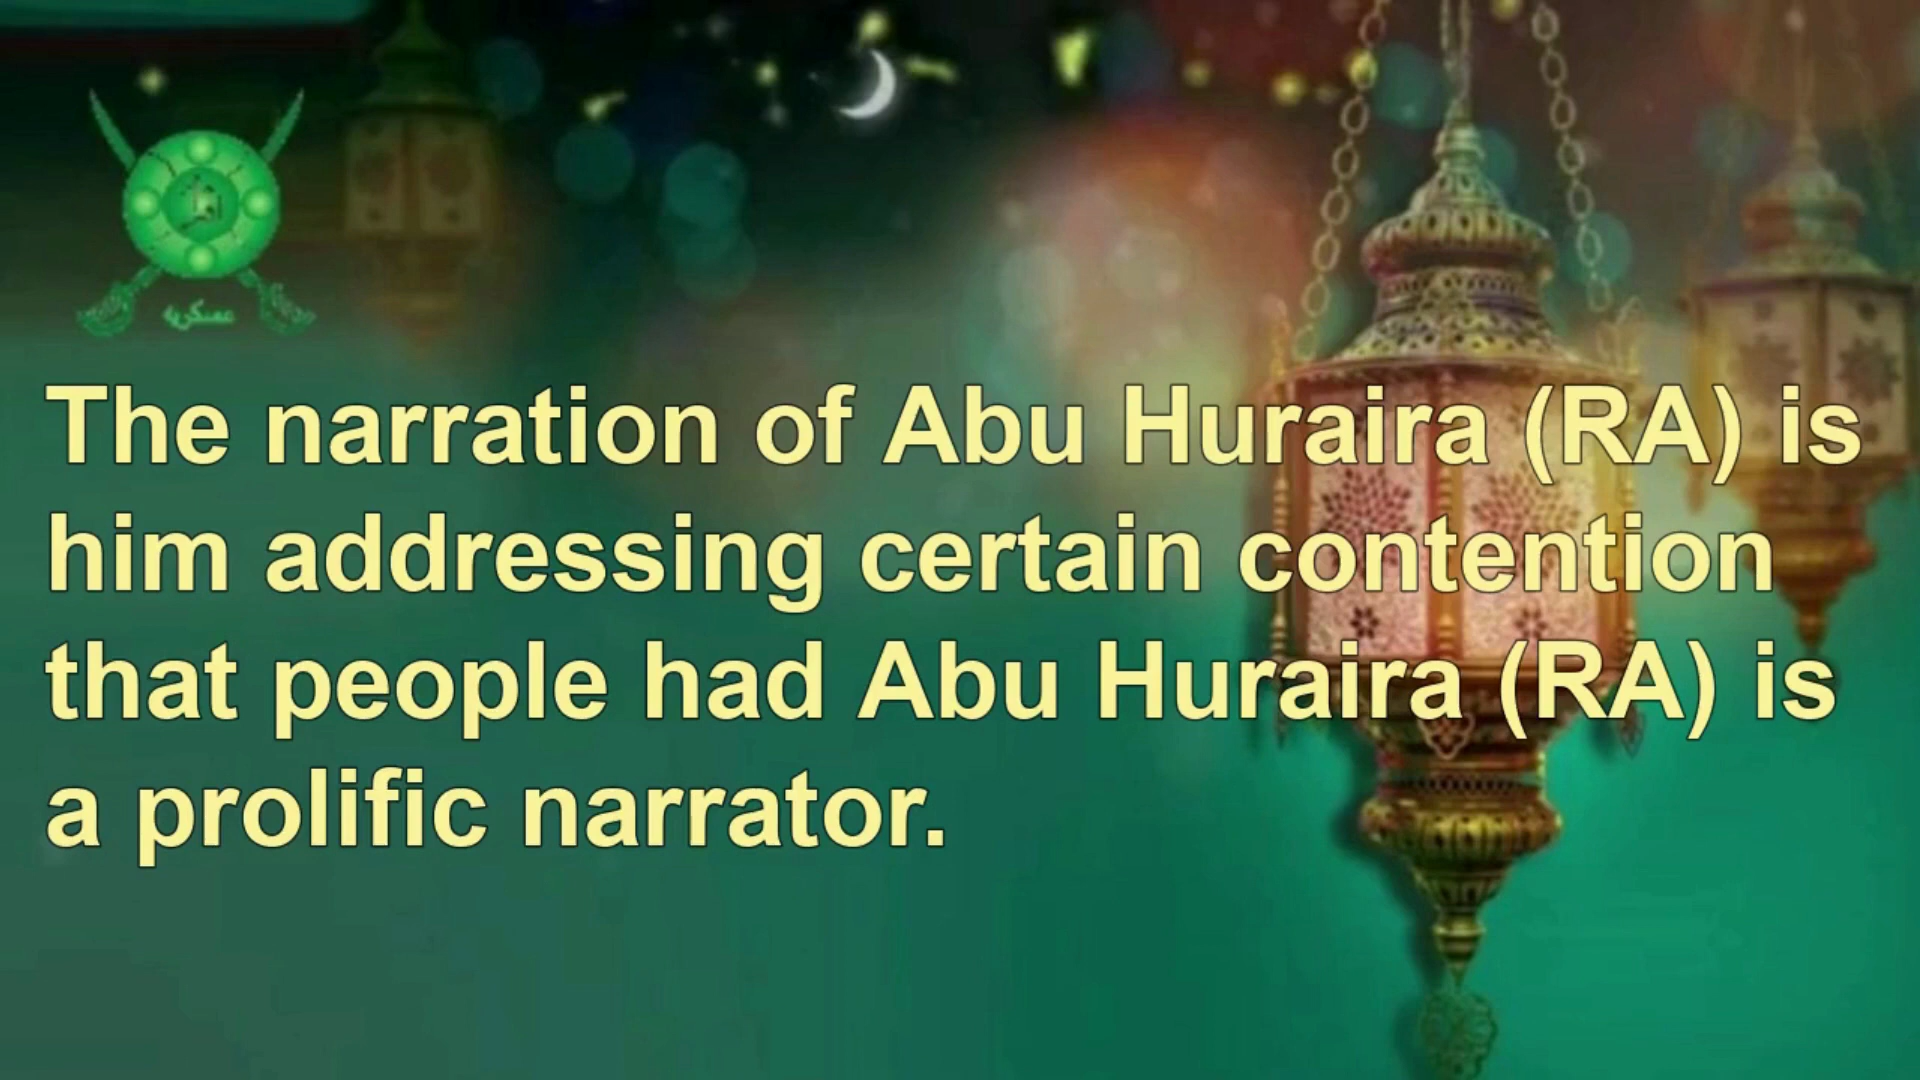 عسكريه
The narration of Abu Huraira (RA) is
him addressing certain contention
that people had Abu Huraira (RA) is
a prolific narrator.